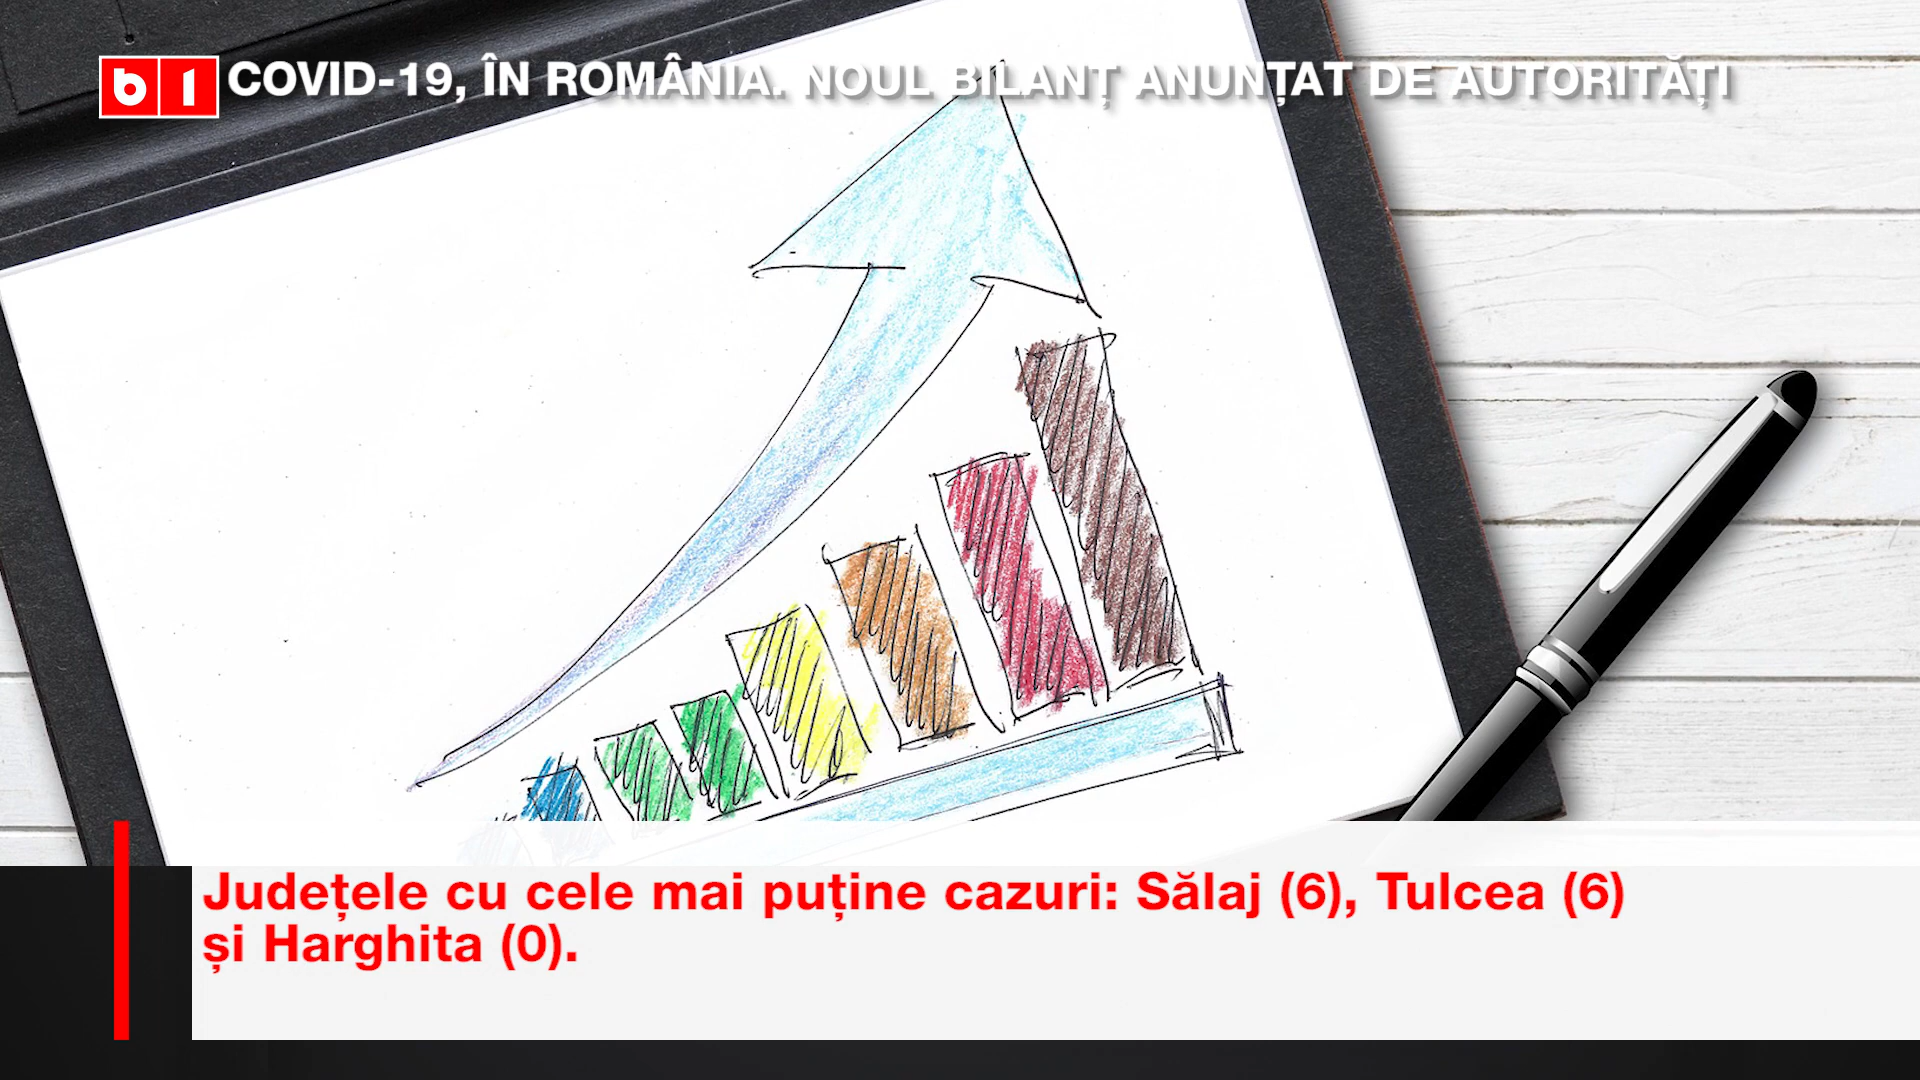 b1 COVID-19, ÎN ROMÂNIA. NOUL BILANȚ ANUNȚAT DE AUTORITĂȚI
Județele cu cele mai puține cazuri: Sălaj (6), Tulcea (6)
și Harghita (0).